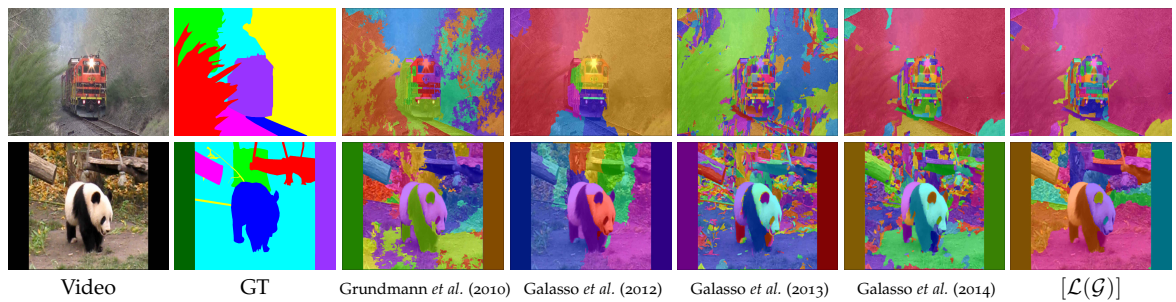 Video GT Grundmann et al. (2010) Galasso et al. (2012) Galasso et al. (2013) Galasso et al. (2014) [ℒ(𝒢)]